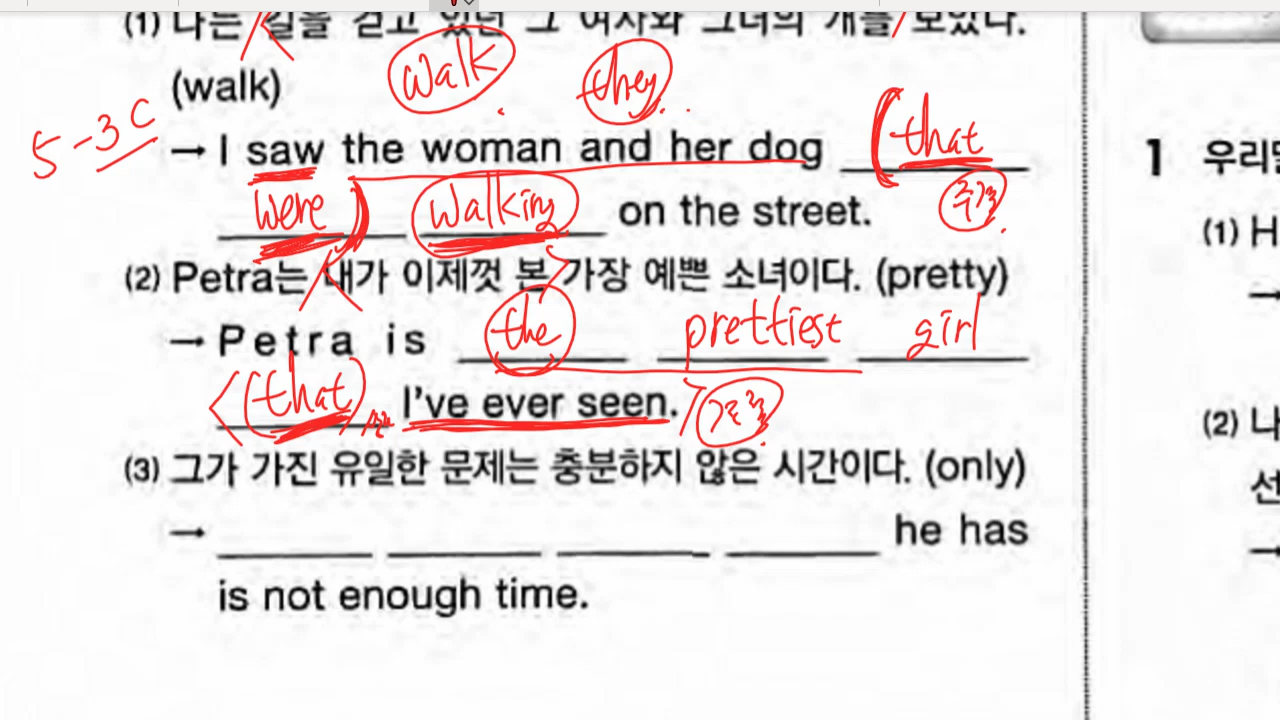 (1) 나는 길을 걷고 있던 그 여자와 그녀의 개를 보았다.
(walk) walk they
5-3C
→ I saw the woman and her dog (that
were) walking on the street. 주격
(2) Petra는 내가 이제껏 본 가장 예쁜 소녀이다. (pretty)
→ Petra is the prettiest girl
(that) I've ever seen.
(3) 그가 가진 유일한 문제는 충분하지 않은 시간이다. (only)
→ he has
is not enough time.
1 우리말
(1) H
→
(2) 나
선
→